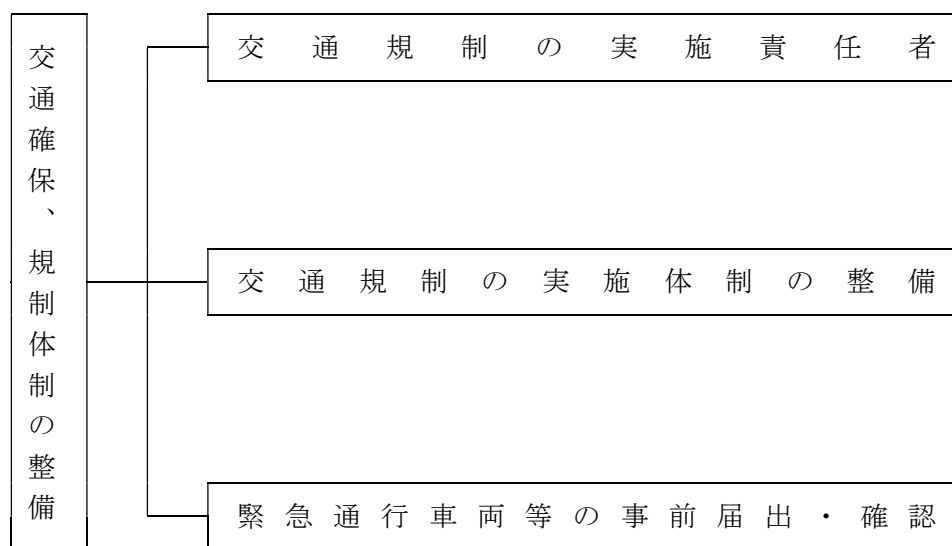 交通確保、規制体制の整備
交通規制の実施責任者
交通規制の実施体制の整備
緊急通行車両等の事前届出・確認